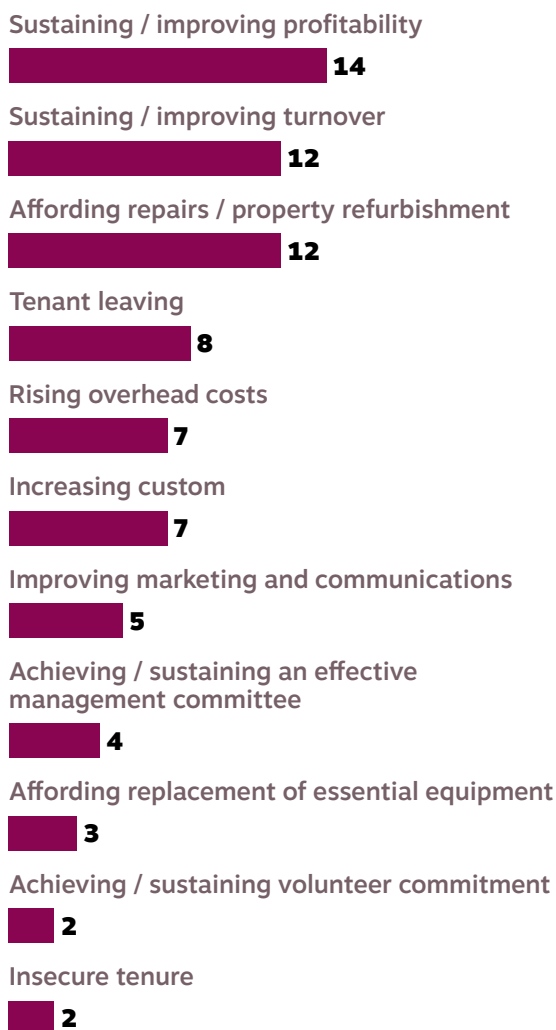 Sustaining / improving profitability
14
Sustaining / improving turnover
12
Affording repairs / property refurbishment
12
Tenant leaving
8
Rising overhead costs
7
Increasing custom
7
Improving marketing and communications
5
Achieving / sustaining an effective
management committee
4
Affording replacement of essential equipment
3
Achieving / sustaining volunteer commitment
2
Insecure tenure
2